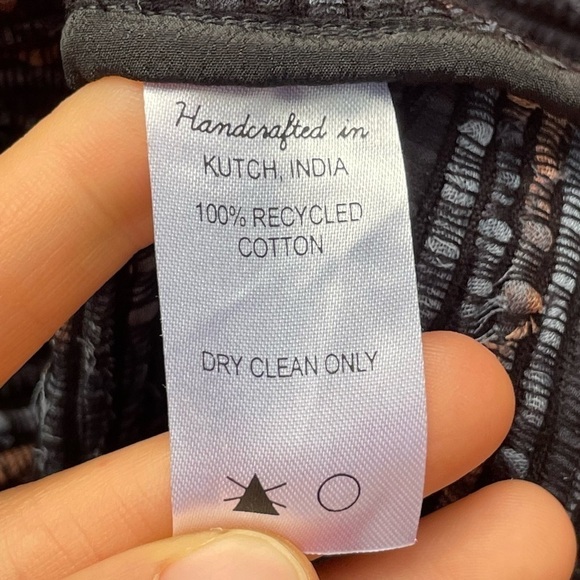 Handcrafted in
KUTCH, INDIA
100% RECYCLED
COTTON
DRY CLEAN ONLY